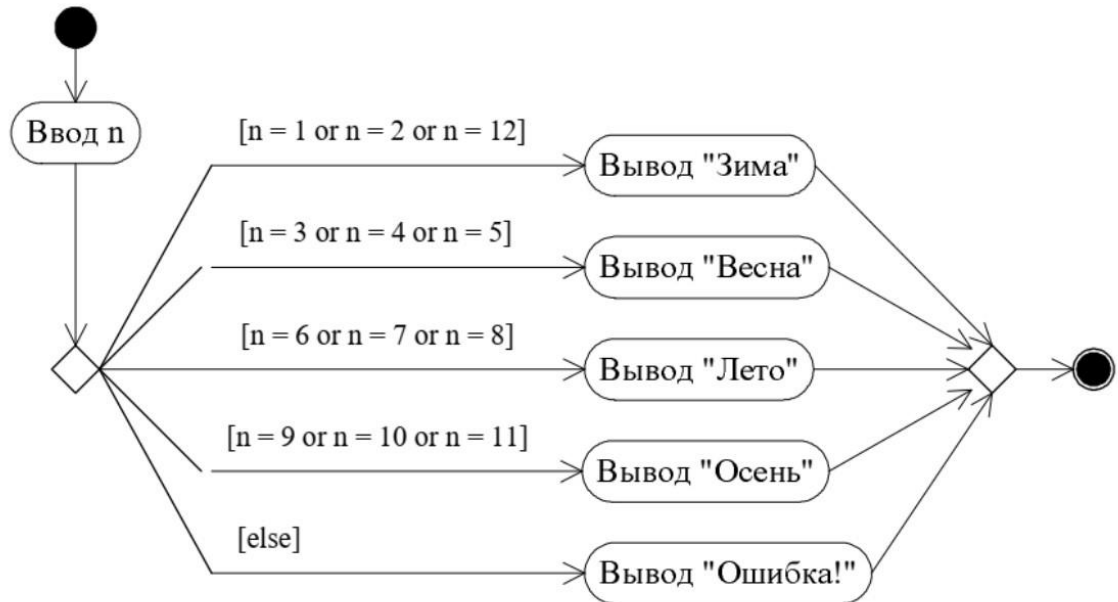 Ввод n
[n = 1 or n = 2 or n = 12]
Вывод "Зима"
[n = 3 or n = 4 or n = 5]
Вывод "Весна"
[n = 6 or n = 7 or n = 8]
Вывод "Лето"
[n = 9 or n = 10 or n = 11]
Вывод "Осень"
[else]
Вывод "Ошибка!"